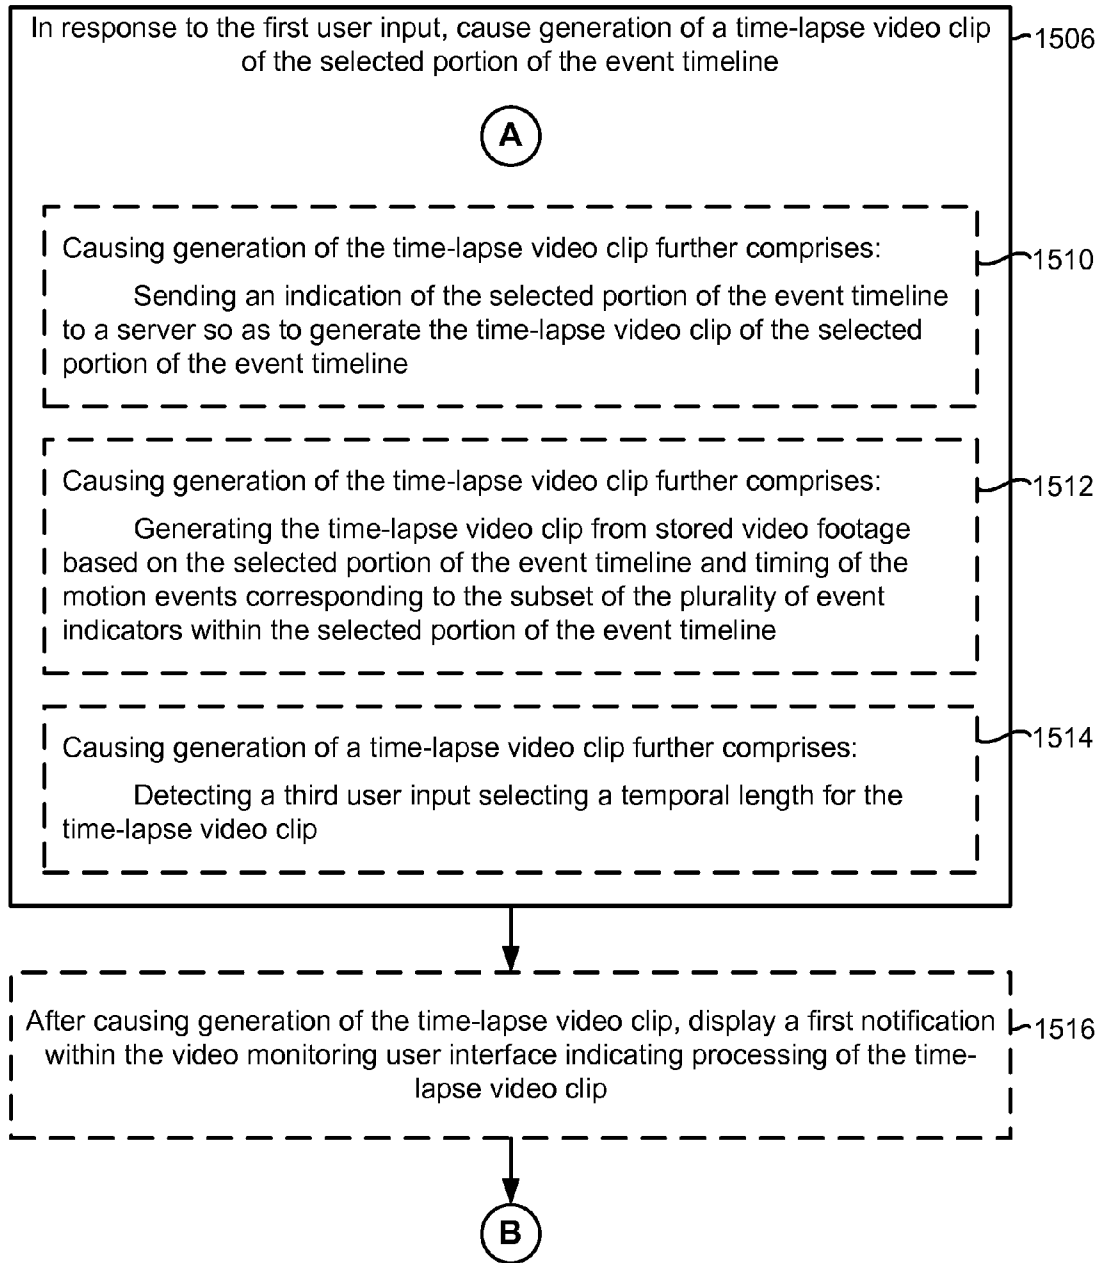 In response to the first user input, cause generation of a time-lapse video clip
of the selected portion of the event timeline
1506
A
Causing generation of the time-lapse video clip further comprises:
1510
Sending an indication of the selected portion of the event timeline
to a server so as to generate the time-lapse video clip of the selected
portion of the event timeline
Causing generation of the time-lapse video clip further comprises:
1512
Generating the time-lapse video clip from stored video footage
based on the selected portion of the event timeline and timing of the
motion events corresponding to the subset of the plurality of event
indicators within the selected portion of the event timeline
Causing generation of a time-lapse video clip further comprises:
1514
Detecting a third user input selecting a temporal length for the
time-lapse video clip
After causing generation of the time-lapse video clip, display a first notification
1516
within the video monitoring user interface indicating processing of the time-
lapse video clip
B